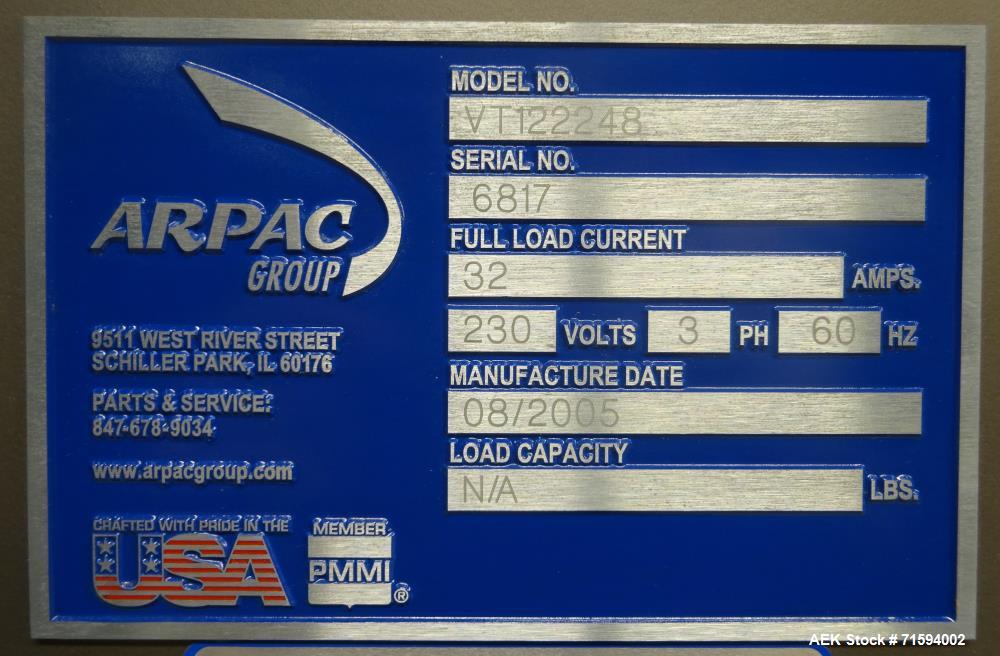 ARPAC
GROUP
9511 WEST RIVER STREET
SCHILLER PARK, IL 60176
PARTS & SERVICE:
847-678-9034
www.arpacgroup.com
CRAFTED WITH PRIDE IN THE
USA
MEMBER
PMMI®
MODEL NO.
VT122248
SERIAL NO.
6817
FULL LOAD CURRENT
32 AMPS.
230 VOLTS 3 PH 60 HZ
MANUFACTURE DATE
08/2005
LOAD CAPACITY
N/A LBS.
AEK Stock # 71594002